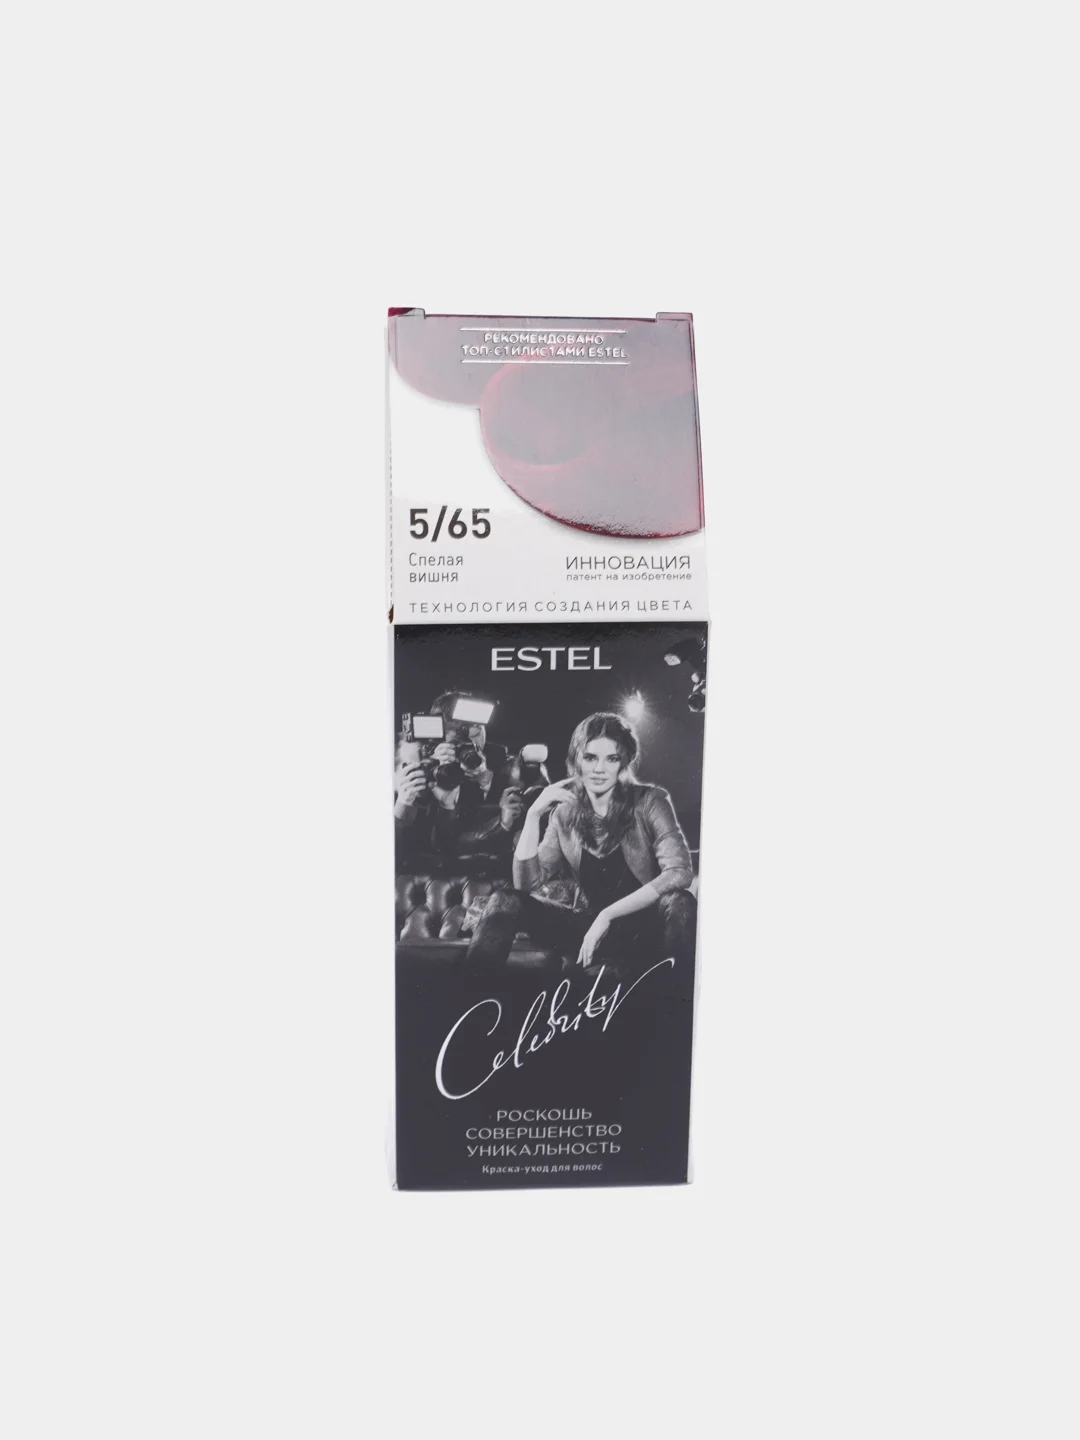 РЕКОМЕНДОВАНО
ТОП-СТИЛИСТАМИ ESTEL
5/65
Спелая
вишня
ИННОВАЦИЯ
патент на изобретение
ТЕХНОЛОГИЯ СОЗДАНИЯ ЦВЕТА
ESTEL
Celebrity
РОСКОШЬ
СОВЕРШЕНСТВО
УНИКАЛЬНОСТЬ
Краска-уход для волос